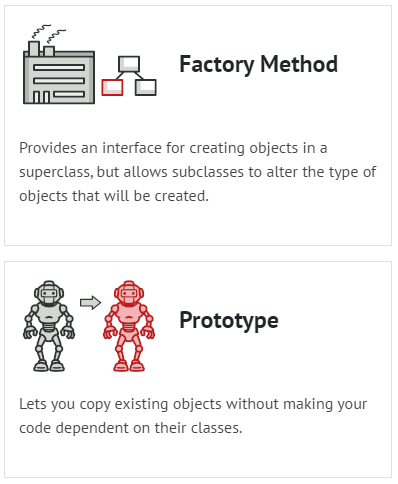 Factory Method
Provides an interface for creating objects in a
superclass, but allows subclasses to alter the type of
objects that will be created.
Prototype
Lets you copy existing objects without making your
code dependent on their classes.